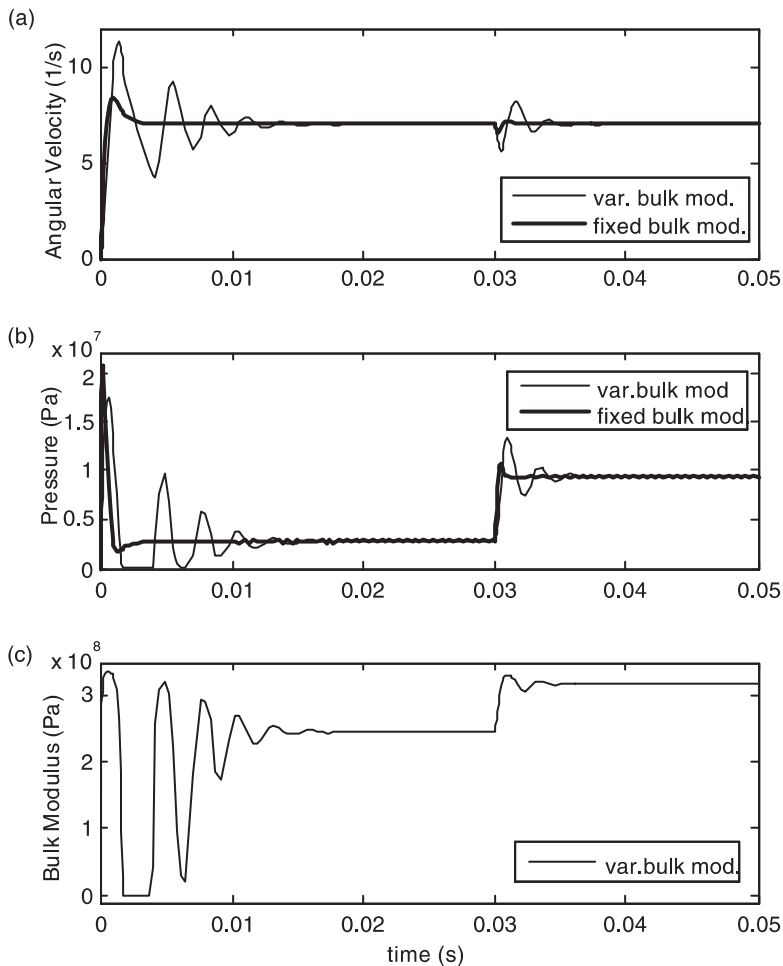 (a)
Angular Velocity (1/s)
10
5
0
var. bulk mod.
fixed bulk mod.
0 0.01 0.02 0.03 0.04 0.05
(b)
x 10^7
Pressure (Pa)
2
1.5
1
0.5
0
var.bulk mod
fixed bulk mod.
0 0.01 0.02 0.03 0.04 0.05
(c)
x 10^8
Bulk Modulus (Pa)
3
2
1
0
var.bulk mod.
0 0.01 0.02 0.03 0.04 0.05
time (s)